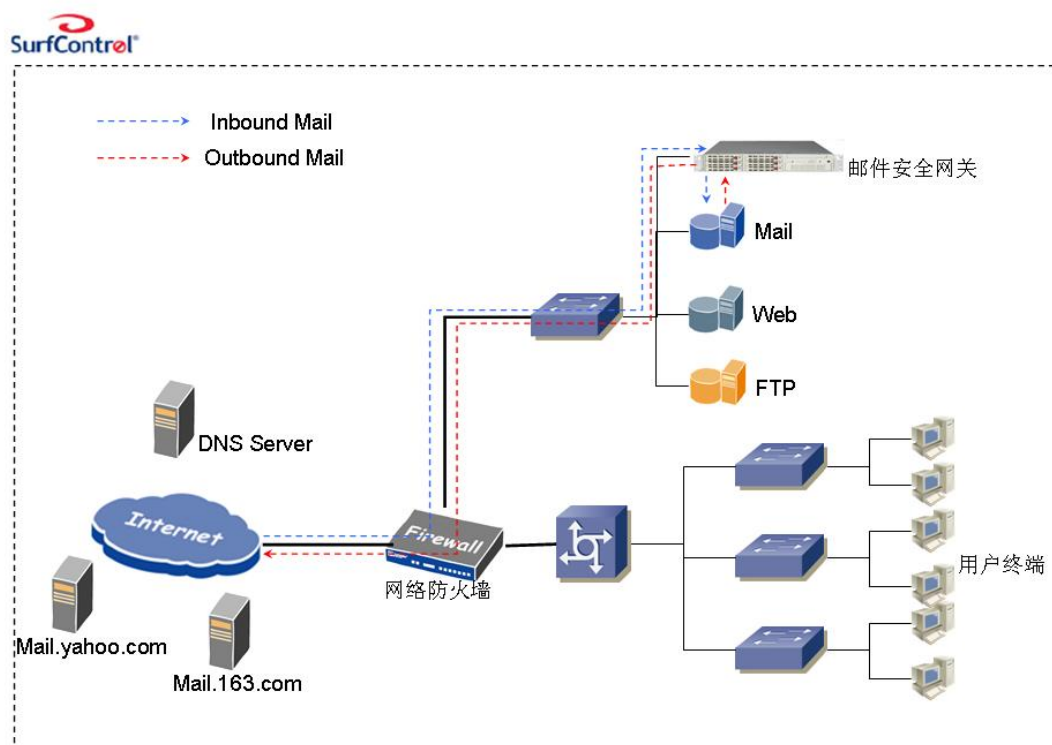 SurfControl®
Inbound Mail
Outbound Mail
邮件安全网关
Mail
Web
FTP
DNS Server
Internet
Firewall
网络防火墙
用户终端
Mail.yahoo.com
Mail.163.com